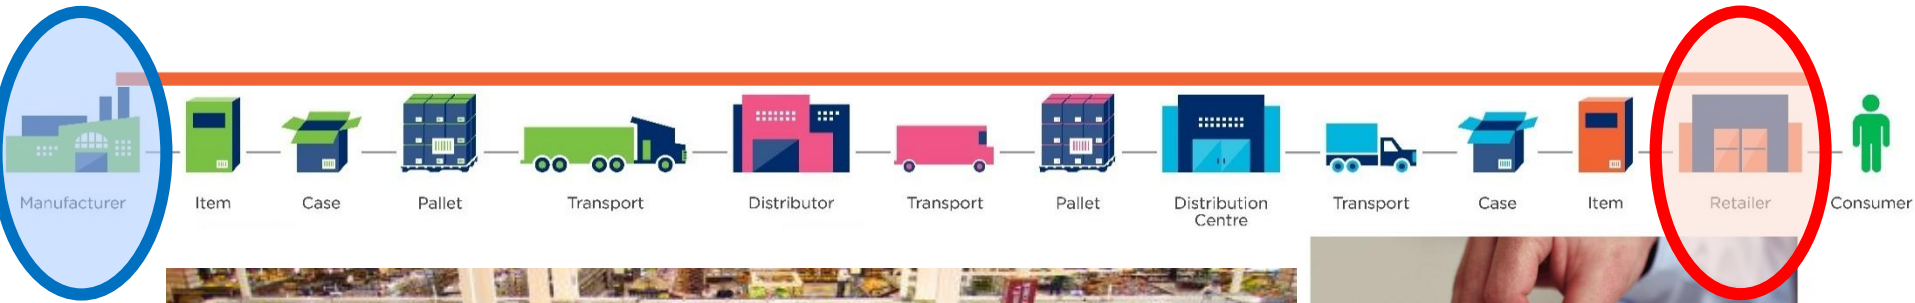 Manufacturer
Item
Case
Pallet
Transport
Distributor
Transport
Pallet
Distribution
Centre
Transport
Case
Item
Retailer
Consumer